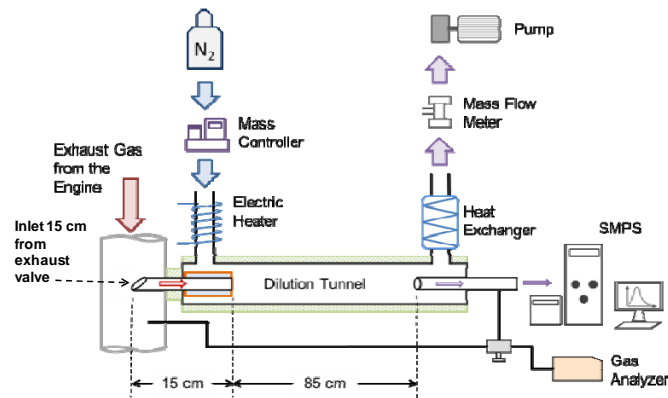 N2
Pump
Mass Flow
Meter
Mass
Controller
Exhaust Gas
from the
Engine
Electric
Heater
Heat
Exchanger
SMPS
Inlet 15 cm
from
exhaust
valve
Dilution Tunnel
15 cm
85 cm
Gas
Analyzer